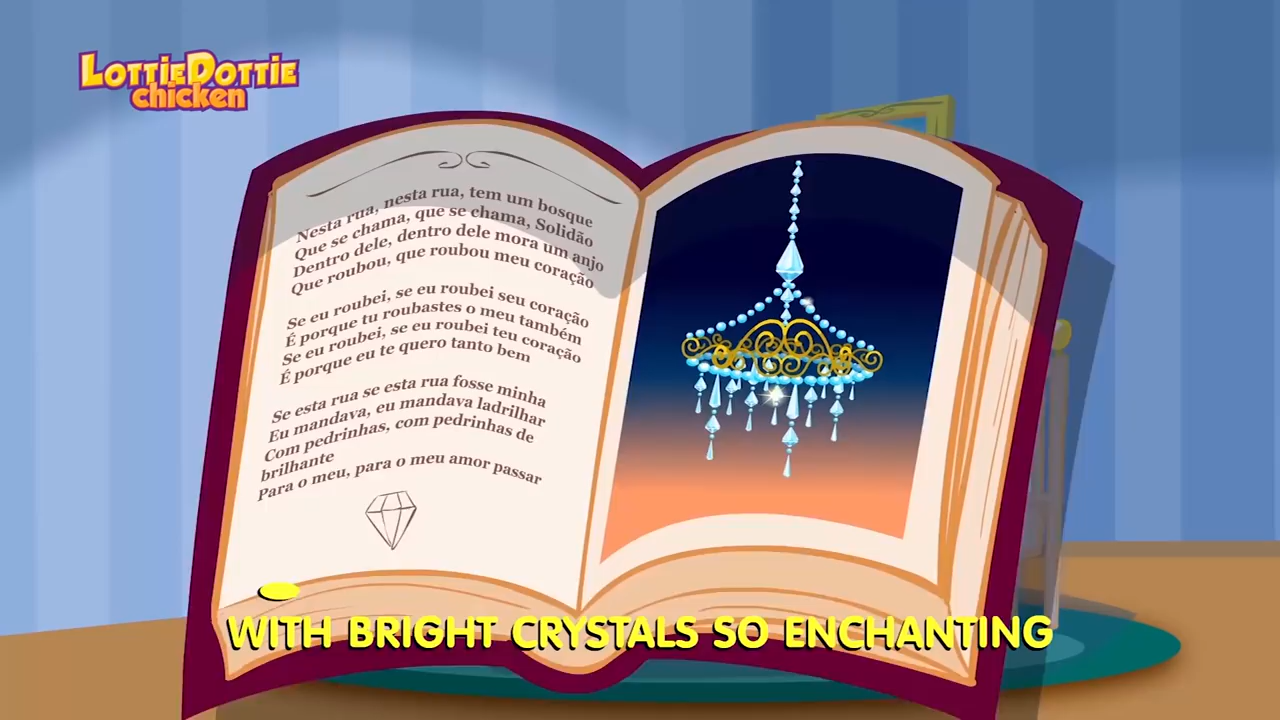 LOTTIE DOTTIE
chicken
Nesta rua, nesta rua, tem um bosque
Que se chama, que se chama, Solidão
Dentro dele, dentro dele mora um anjo
Que roubou, que roubou meu coração
Se eu roubei, se eu roubei seu coração
É porque tu roubastes o meu também
Se eu roubei, se eu roubei teu coração
É porque eu te quero tanto bem
Se esta rua se esta rua fosse minha
Eu mandava, eu mandava ladrilhar
Com pedrinhas, com pedrinhas de
brilhante
Para o meu, para o meu amor passar
WITH BRIGHT CRYSTALS SO ENCHANTING